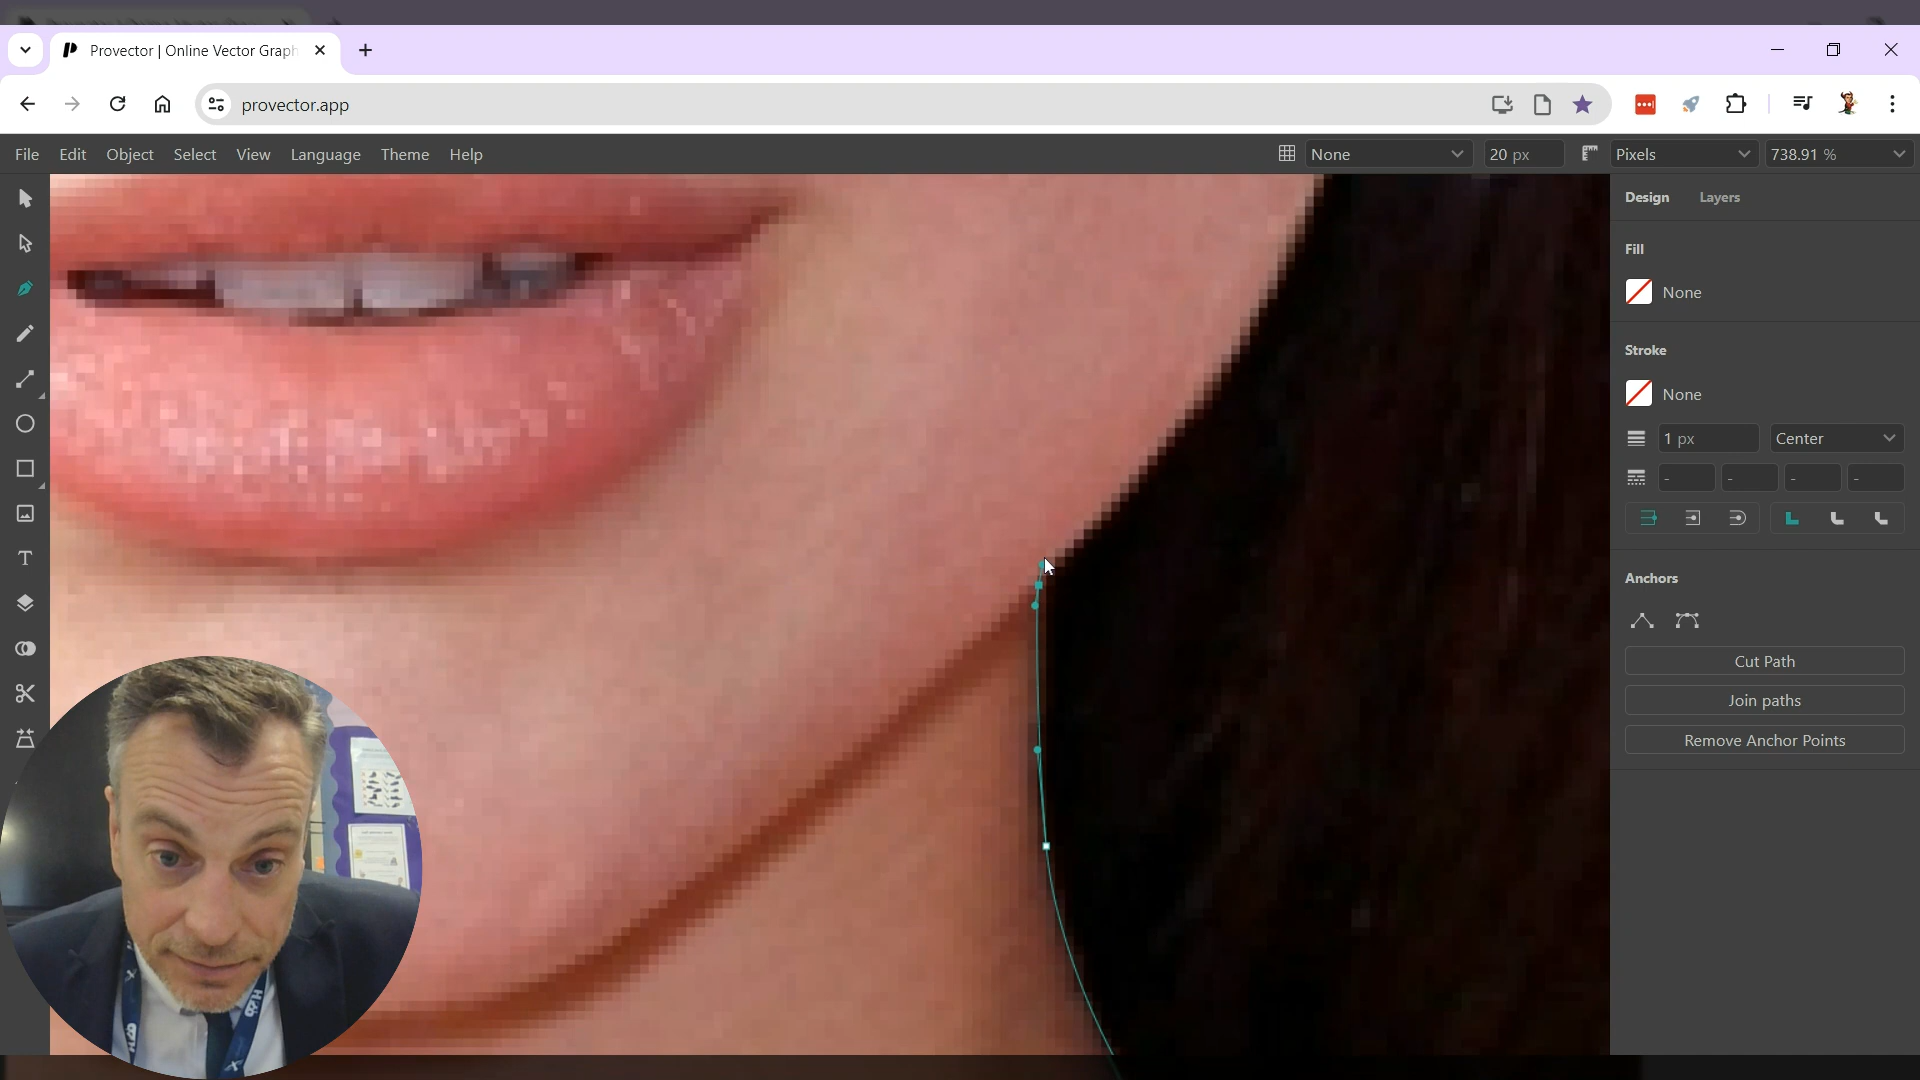 Provector | Online Vector Graph
provector.app
File Edit Object Select View Language Theme Help
None 20 px Pixels 738.91 %
Design Layers
Fill
None
Stroke
None
1 px Center
- - - -
Anchors
Cut Path
Join paths
Remove Anchor Points